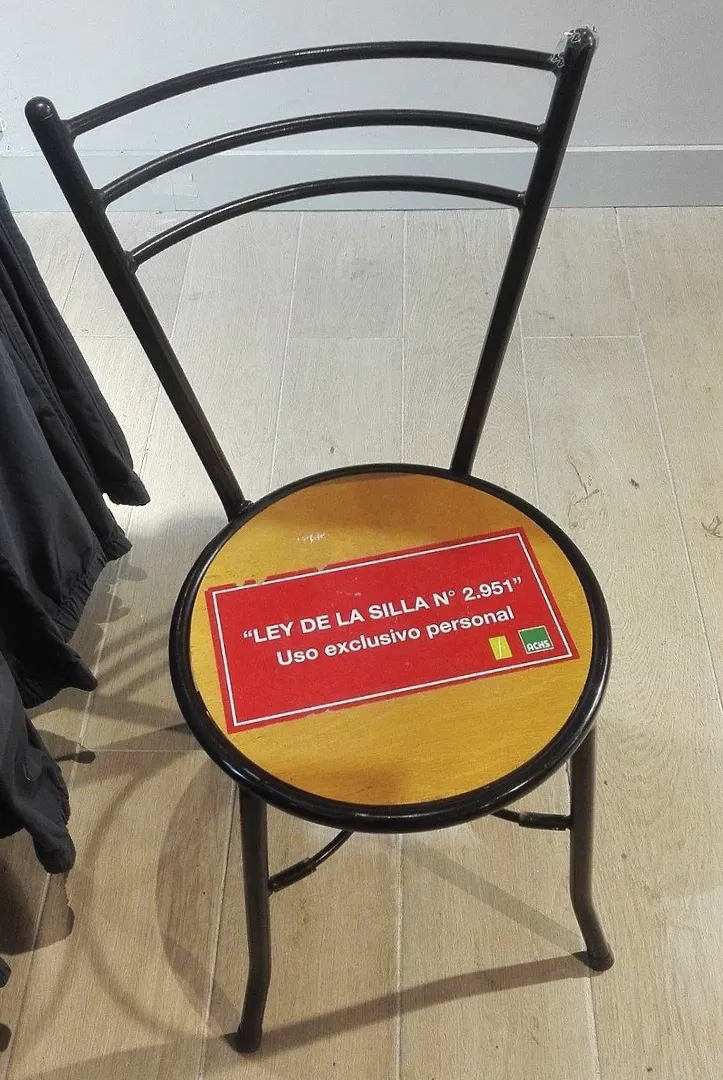 “LEY DE LA SILLA N° 2.951”
Uso exclusivo personal
ACHS